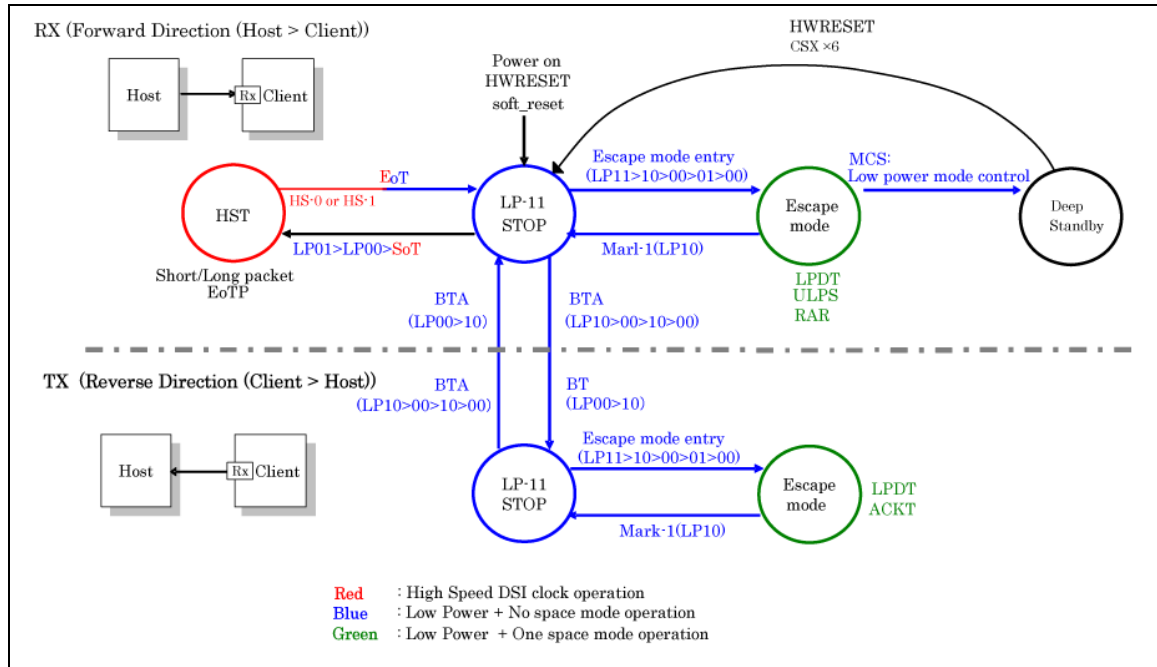 RX (Forward Direction (Host > Client))
Host
Rx
Client
Power on
HWRESET
soft_reset
HWRESET
CSX ×6
HST
EoT
HS-0 or HS-1
LP01>LP00>SoT
Short/Long packet
EoTP
LP-11
STOP
Escape mode entry
(LP11>10>00>01>00)
Marl-1(LP10)
Escape
mode
LPDT
ULPS
RAR
MCS:
Low power mode control
Deep
Standby
BTA
(LP00>10)
BTA
(LP10>00>10>00)
TX (Reverse Direction (Client > Host))
Host
Rx
Client
BTA
(LP10>00>10>00)
BT
(LP00>10)
LP-11
STOP
Escape mode entry
(LP11>10>00>01>00)
Mark-1(LP10)
Escape
mode
LPDT
ACKT
Red : High Speed DSI clock operation
Blue : Low Power + No space mode operation
Green : Low Power + One space mode operation